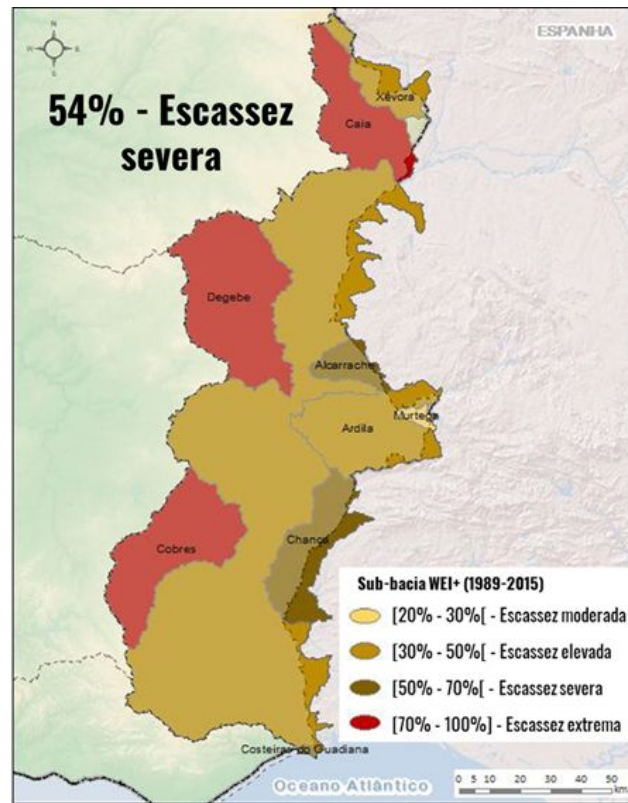 ESPANHA
N
W
E
S
54% - Escassez
severa
Xévora
Caia
Degebe
Alcarrache
Murtega
Ardila
Chança
Cobres
Sub-bacia WEI+ (1989-2015)
[20% - 30%[ - Escassez moderada
[30% - 50%[ - Escassez elevada
[50% - 70%[ - Escassez severa
[70% - 100%] - Escassez extrema
Costeiras do Guadiana
Oceano Atlântico
0 5 10 20 30 40 50
km